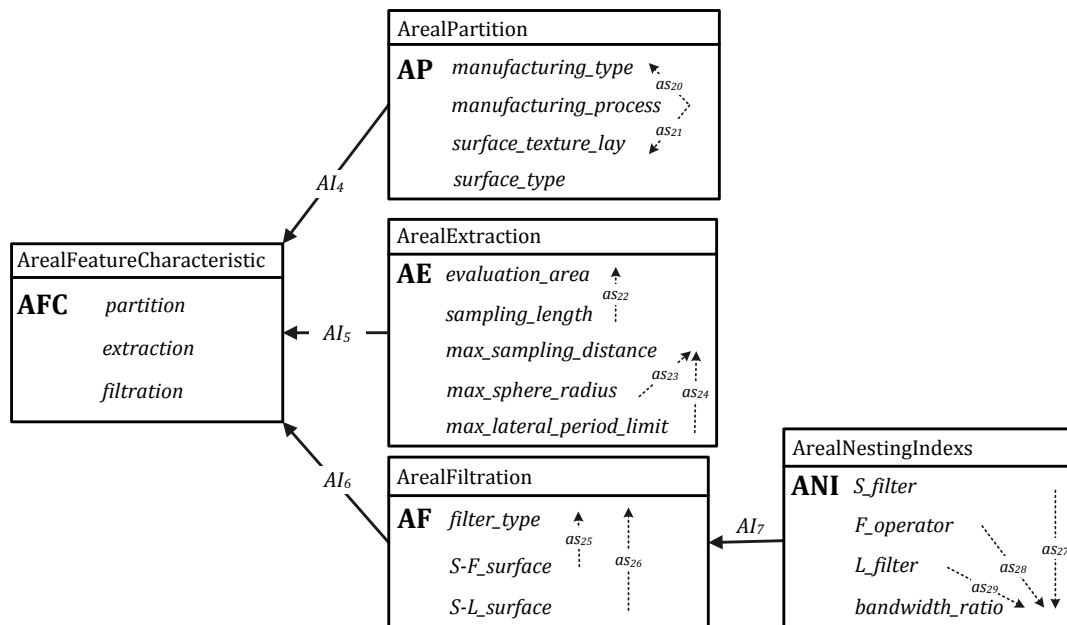 ArealPartition
AP manufacturing_type
as20
manufacturing_process
as21
surface_texture_lay
surface_type
AI4
ArealFeatureCharacteristic
AFC partition
extraction
filtration
AI5
ArealExtraction
AE evaluation_area
as22
sampling_length
max_sampling_distance
as23
max_sphere_radius
as24
max_lateral_period_limit
AI6
ArealFiltration
AF filter_type
as25
as26
S-F_surface
S-L_surface
AI7
ArealNestingIndexs
ANI S_filter
F_operator
as27
as28
L_filter
as29
bandwidth_ratio